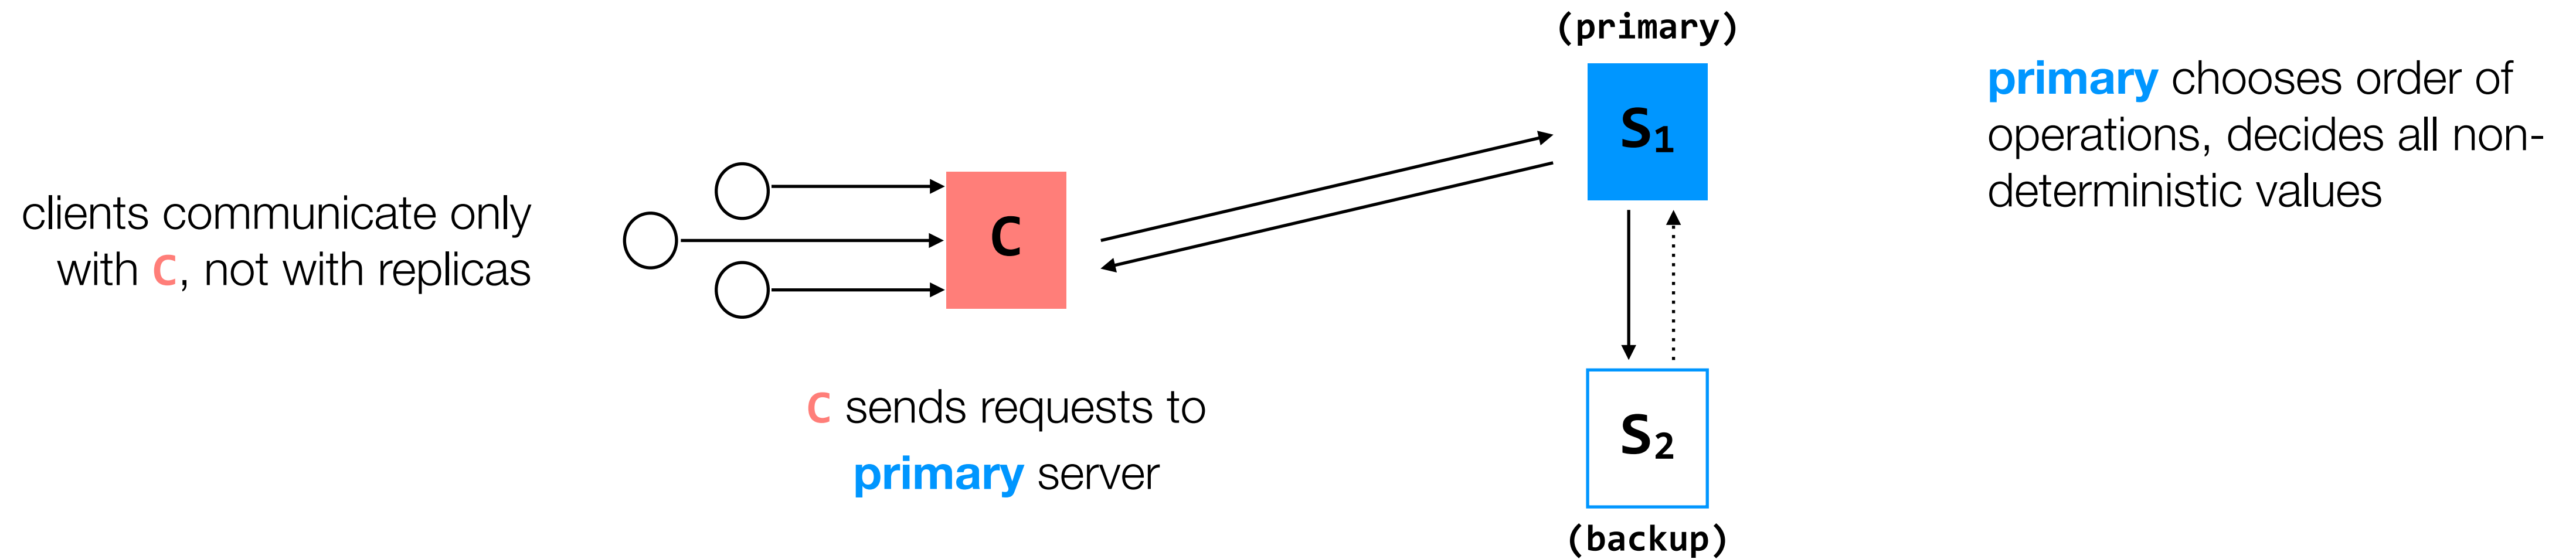 clients communicate only
with C, not with replicas
C
C sends requests to
primary server
(primary)
S₁
S₂
(backup)
primary chooses order of
operations, decides all non-
deterministic values